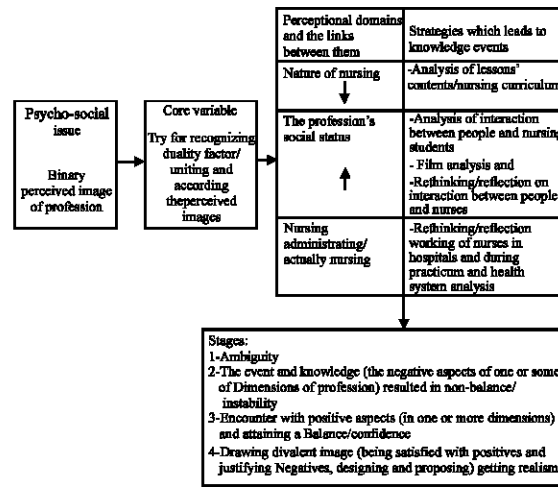 Psycho-social
issue
Binary
perceived image
of profession
Core variable
Try for recognizing
duality factor/
uniting and
according
theperceived
images
Perceptional domains
and the links
between them
Strategies which leads to
knowledge events
Nature of nursing
-Analysis of lessons'
contents/nursing curriculum
The profession's
social status
-Analysis of interaction
between people and nursing
students
- Film analysis and
-Rethinking/reflection on
interaction between people
and nurses
Nursing
administrating/
actually nursing
-Rethinking/reflection
working of nurses in
hospitals and during
practicum and health
system analysis
Stages:
1-Ambiguity
2-The event and knowledge (the negative aspects of one or some
of Dimensions of profession) resulted in non-balance/
instability
3-Encounter with positive aspects (in one or more dimensions)
and attaining a Balance/confidence
4-Drawing divalent image (being satisfied with positives and
justifying Negatives, designing and proposing) getting realism